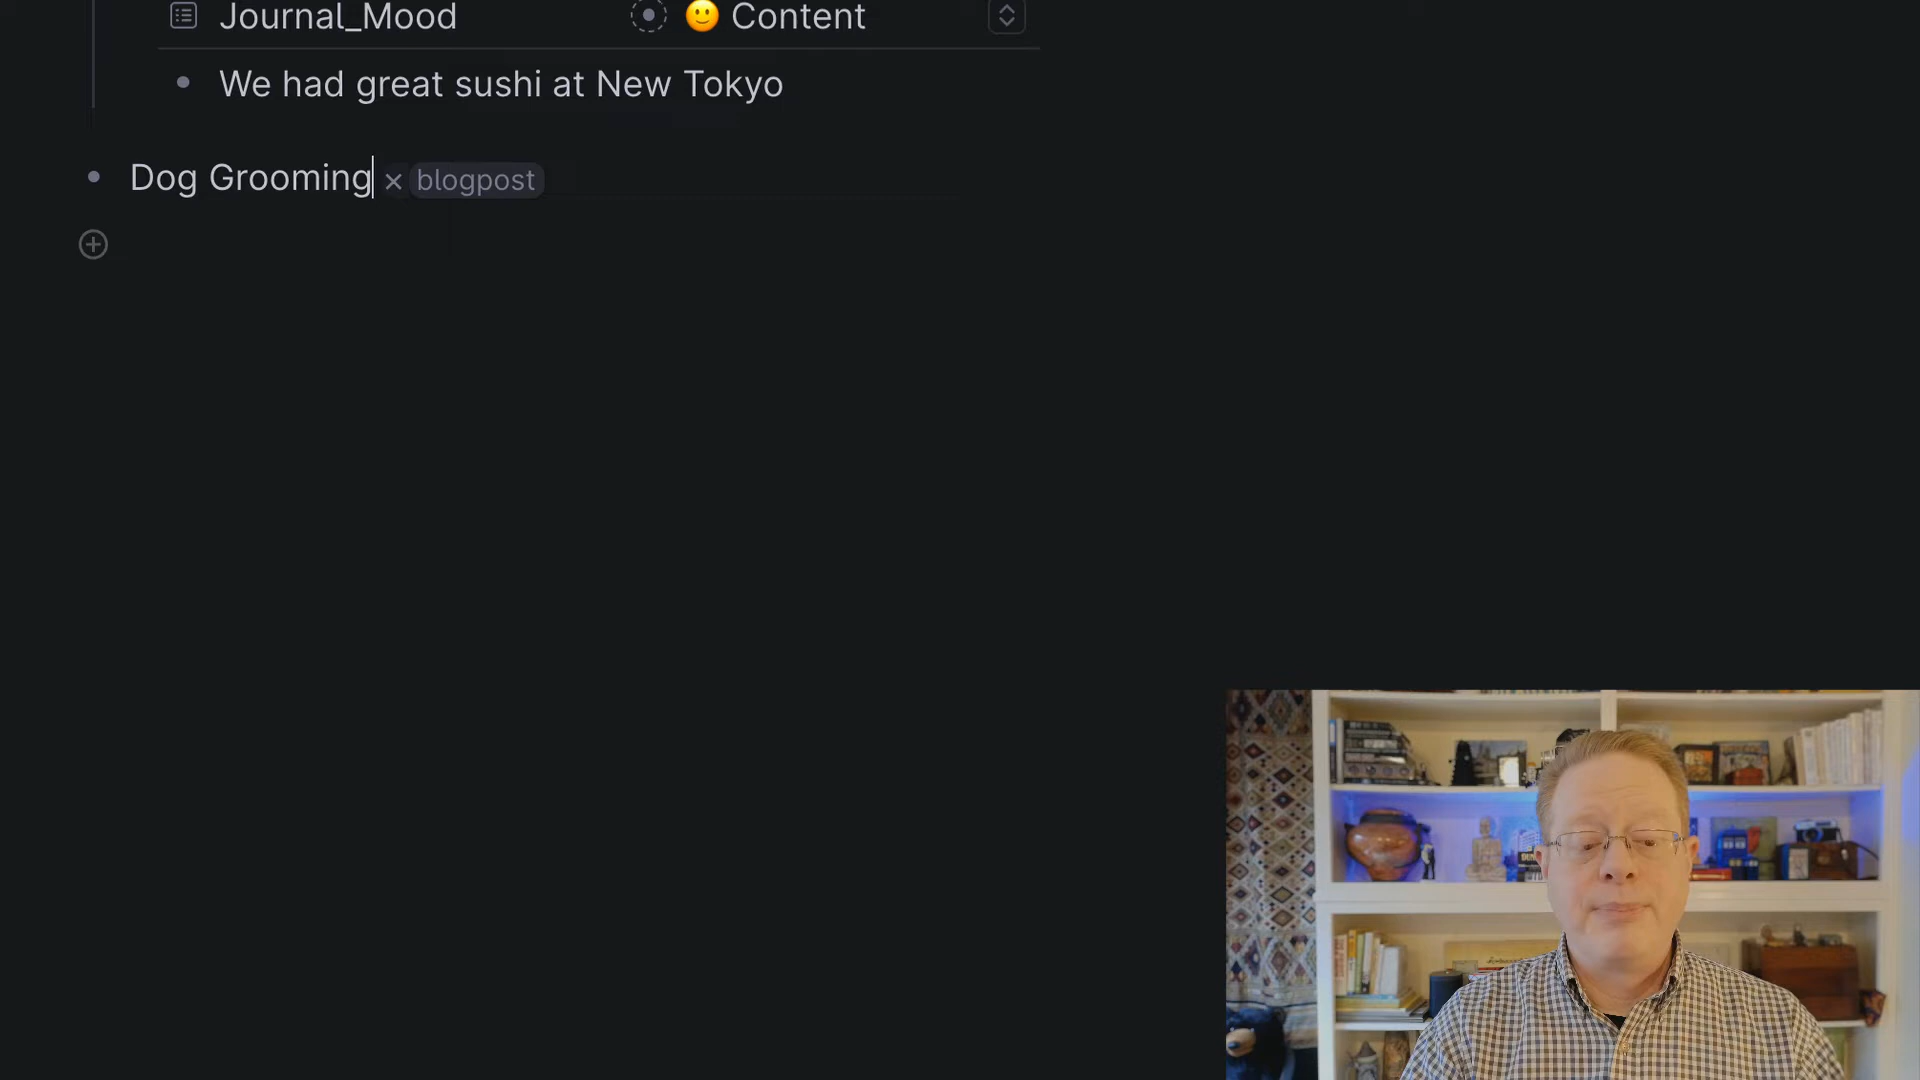 Journal_Mood 🙂 Content
We had great sushi at New Tokyo
Dog Grooming × blogpost